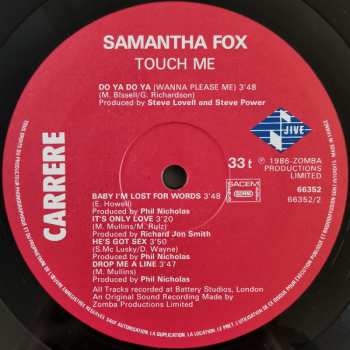 SAMANTHA FOX
TOUCH ME
DO YA DO YA (WANNA PLEASE ME) 3'48
(M. BIssell/G. Richardson)
Produced by Steve Lovell and Steve Power
CARRERE
JIVE
33 t
℗ 1986-ZOMBA
PRODUCTIONS
LIMITED
66352
66352/2
SACEM
BABY I'M LOST FOR WORDS 3'48
(E. Howell)
Produced by Phil Nicholas
IT'S ONLY LOVE 3'20
(M. Mullins/M. 'Rulz)
Produced by Richard Jon Smith
HE'S GOT SEX 3'50
(S.Mc Lusky/D. Wayne)
Produced by Phil Nicholas
DROP ME A LINE 3'47
(M. Mullins)
Produced by Phil Nicholas
All Tracks recorded at Battery Studios, London
An Original Sound Recording Made by
Zomba Productions Limited